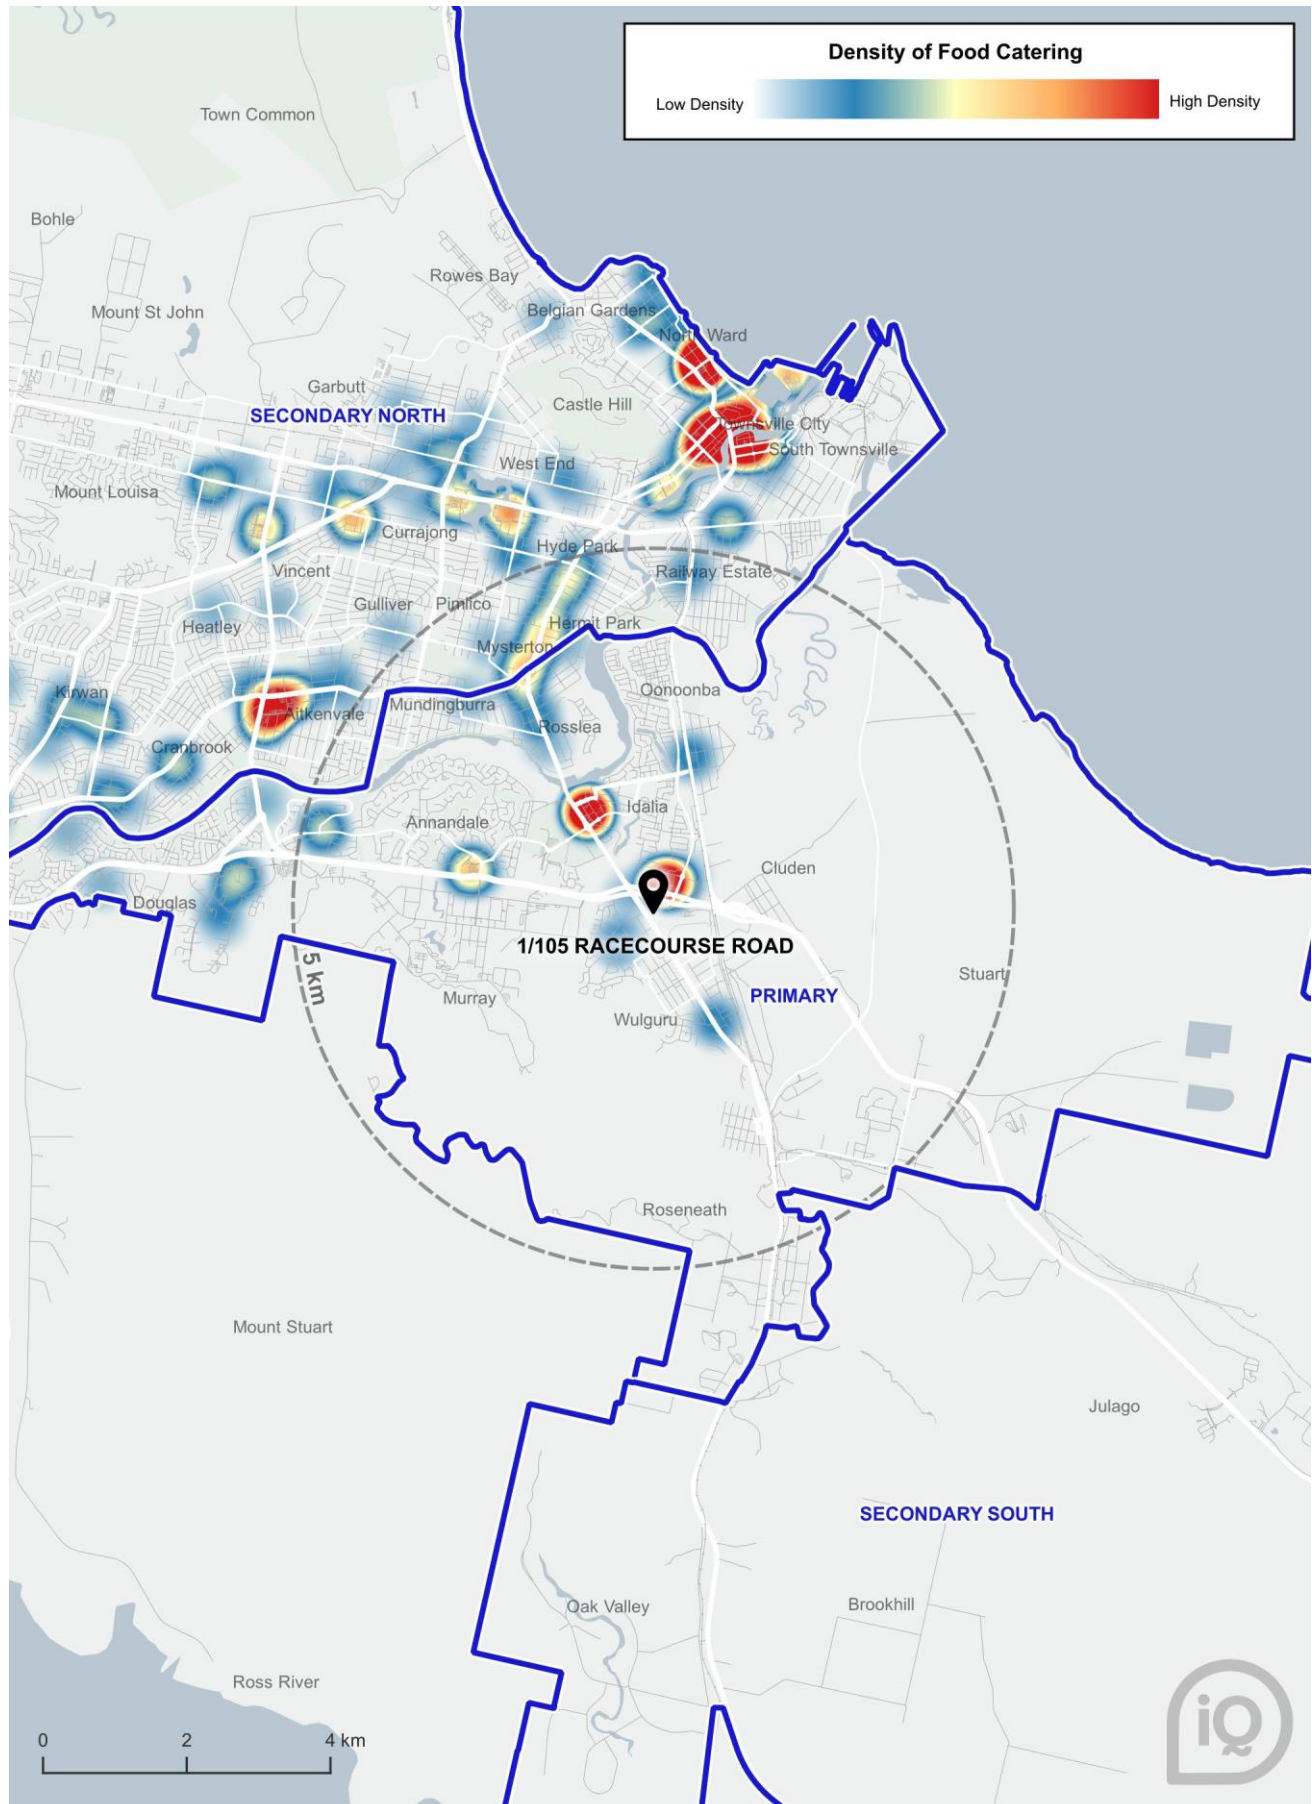 Density of Food Catering
Low Density
High Density
Town Common
Bohle
Rowes Bay
Mount St John
Belgian Gardens
North Ward
Garbutt
Castle Hill
SECONDARY NORTH
Townsville City
South Townsville
West End
Mount Louisa
Currajong
Hyde Park
Vincent
Railway Estate
Gulliver
Pimlico
Heatley
Hermit Park
Mysterton
Kirwan
Oonoonba
Mundingburra
Aitkenvale
Rosslea
Cranbrook
Idalia
Annandale
Cluden
Douglas
1/105 RACECOURSE ROAD
5 km
Stuart
PRIMARY
Murray
Wulguru
Roseneath
Mount Stuart
Julago
SECONDARY SOUTH
Brookhill
Oak Valley
Ross River
0 2 4 km
iQ